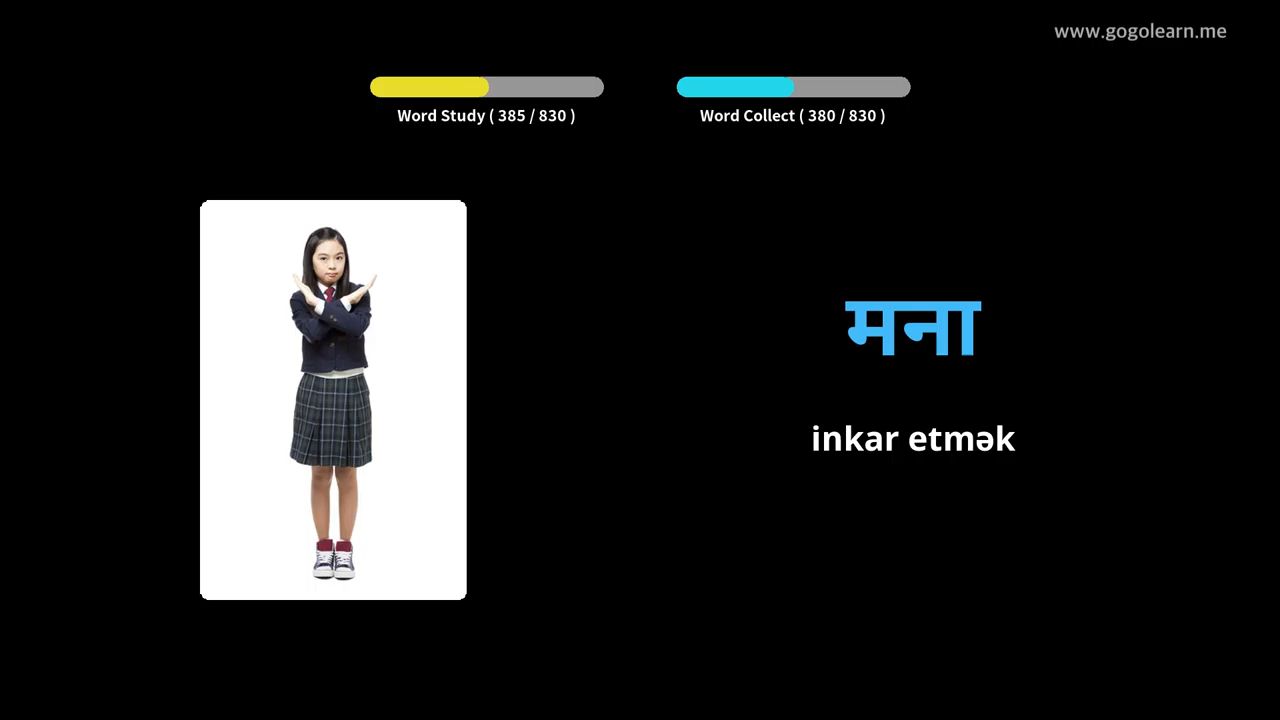 www.gogolearn.me
Word Study ( 385 / 830 )
Word Collect ( 380 / 830 )
मना
inkar etmək